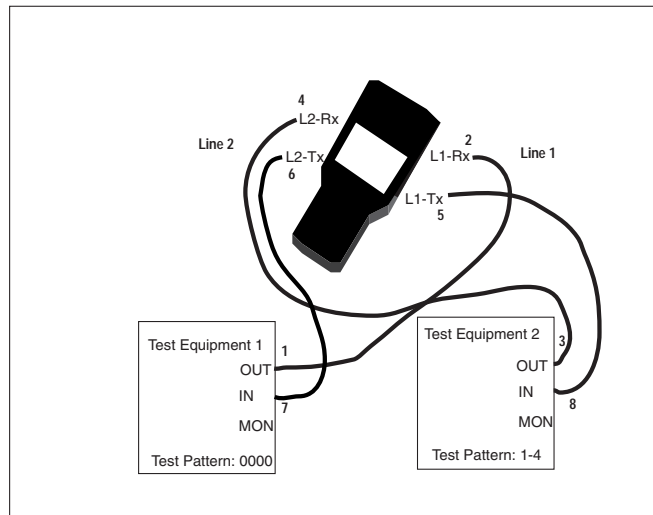 4
L2-Rx
2
Line 2
Line 1
L2-Tx
L1-Rx
6
L1-Tx
5
Test Equipment 1
1
OUT
IN
7
MON
Test Pattern: 0000
Test Equipment 2
3
OUT
IN
8
MON
Test Pattern: 1-4